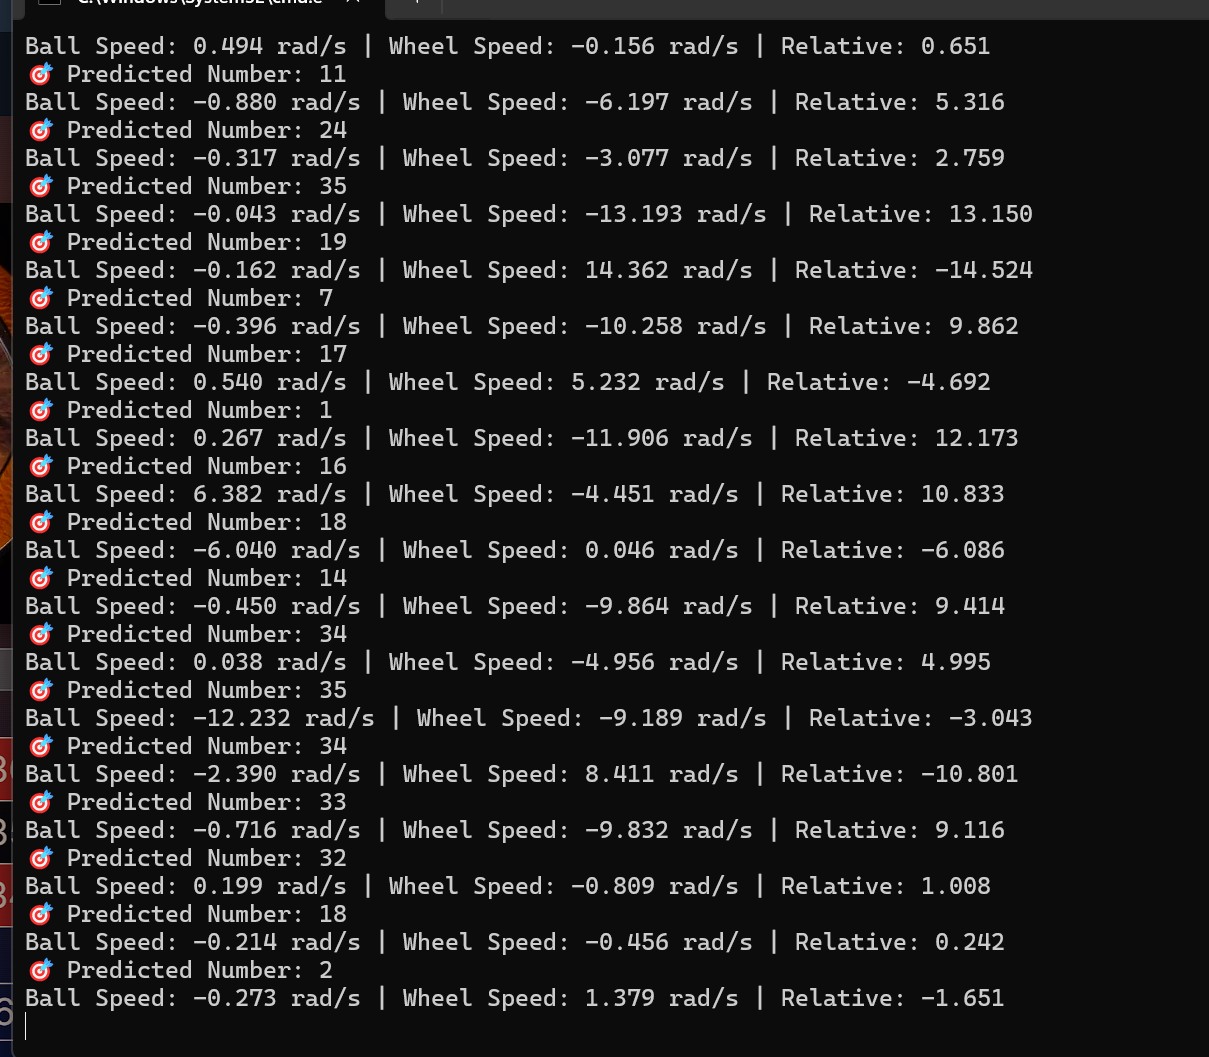 Ball Speed: 0.494 rad/s | Wheel Speed: -0.156 rad/s | Relative: 0.651
🎯 Predicted Number: 11
Ball Speed: -0.880 rad/s | Wheel Speed: -6.197 rad/s | Relative: 5.316
🎯 Predicted Number: 24
Ball Speed: -0.317 rad/s | Wheel Speed: -3.077 rad/s | Relative: 2.759
🎯 Predicted Number: 35
Ball Speed: -0.043 rad/s | Wheel Speed: -13.193 rad/s | Relative: 13.150
🎯 Predicted Number: 19
Ball Speed: -0.162 rad/s | Wheel Speed: 14.362 rad/s | Relative: -14.524
🎯 Predicted Number: 7
Ball Speed: -0.396 rad/s | Wheel Speed: -10.258 rad/s | Relative: 9.862
🎯 Predicted Number: 17
Ball Speed: 0.540 rad/s | Wheel Speed: 5.232 rad/s | Relative: -4.692
🎯 Predicted Number: 1
Ball Speed: 0.267 rad/s | Wheel Speed: -11.906 rad/s | Relative: 12.173
🎯 Predicted Number: 16
Ball Speed: 6.382 rad/s | Wheel Speed: -4.451 rad/s | Relative: 10.833
🎯 Predicted Number: 18
Ball Speed: -6.040 rad/s | Wheel Speed: 0.046 rad/s | Relative: -6.086
🎯 Predicted Number: 14
Ball Speed: -0.450 rad/s | Wheel Speed: -9.864 rad/s | Relative: 9.414
🎯 Predicted Number: 34
Ball Speed: 0.038 rad/s | Wheel Speed: -4.956 rad/s | Relative: 4.995
🎯 Predicted Number: 35
Ball Speed: -12.232 rad/s | Wheel Speed: -9.189 rad/s | Relative: -3.043
🎯 Predicted Number: 34
Ball Speed: -2.390 rad/s | Wheel Speed: 8.411 rad/s | Relative: -10.801
🎯 Predicted Number: 33
Ball Speed: -0.716 rad/s | Wheel Speed: -9.832 rad/s | Relative: 9.116
🎯 Predicted Number: 32
Ball Speed: 0.199 rad/s | Wheel Speed: -0.809 rad/s | Relative: 1.008
🎯 Predicted Number: 18
Ball Speed: -0.214 rad/s | Wheel Speed: -0.456 rad/s | Relative: 0.242
🎯 Predicted Number: 2
Ball Speed: -0.273 rad/s | Wheel Speed: 1.379 rad/s | Relative: -1.651